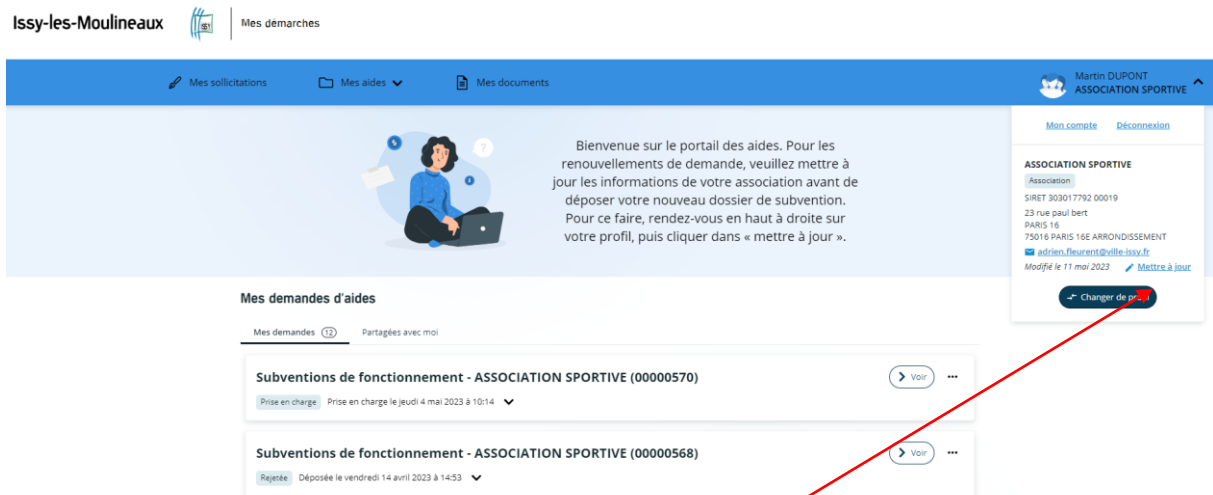 Issy-les-Moulineaux
ISSY
Mes démarches
Mes sollicitations
Mes aides
Mes documents
Martin DUPONT
ASSOCIATION SPORTIVE
Mon compte Déconnexion
Bienvenue sur le portail des aides. Pour les
renouvellements de demande, veuillez mettre à
jour les informations de votre association avant de
déposer votre nouveau dossier de subvention.
Pour ce faire, rendez-vous en haut à droite sur
votre profil, puis cliquer dans « mettre à jour ».
ASSOCIATION SPORTIVE
Association
SIRET 303017792 00019
23 rue paul bert
PARIS 16
75016 PARIS 16E ARRONDISSEMENT
adrien.fleurent@ville-issy.fr
Modifié le 11 mai 2023 Mettre à jour
Changer de profil
Mes demandes d'aides
Mes demandes (12) Partagées avec moi
Subventions de fonctionnement - ASSOCIATION SPORTIVE (00000570)
Voir
Prise en charge Prise en charge le jeudi 4 mai 2023 à 10:14
Subventions de fonctionnement - ASSOCIATION SPORTIVE (00000568)
Voir
Rejetée Déposée le vendredi 14 avril 2023 à 14:53